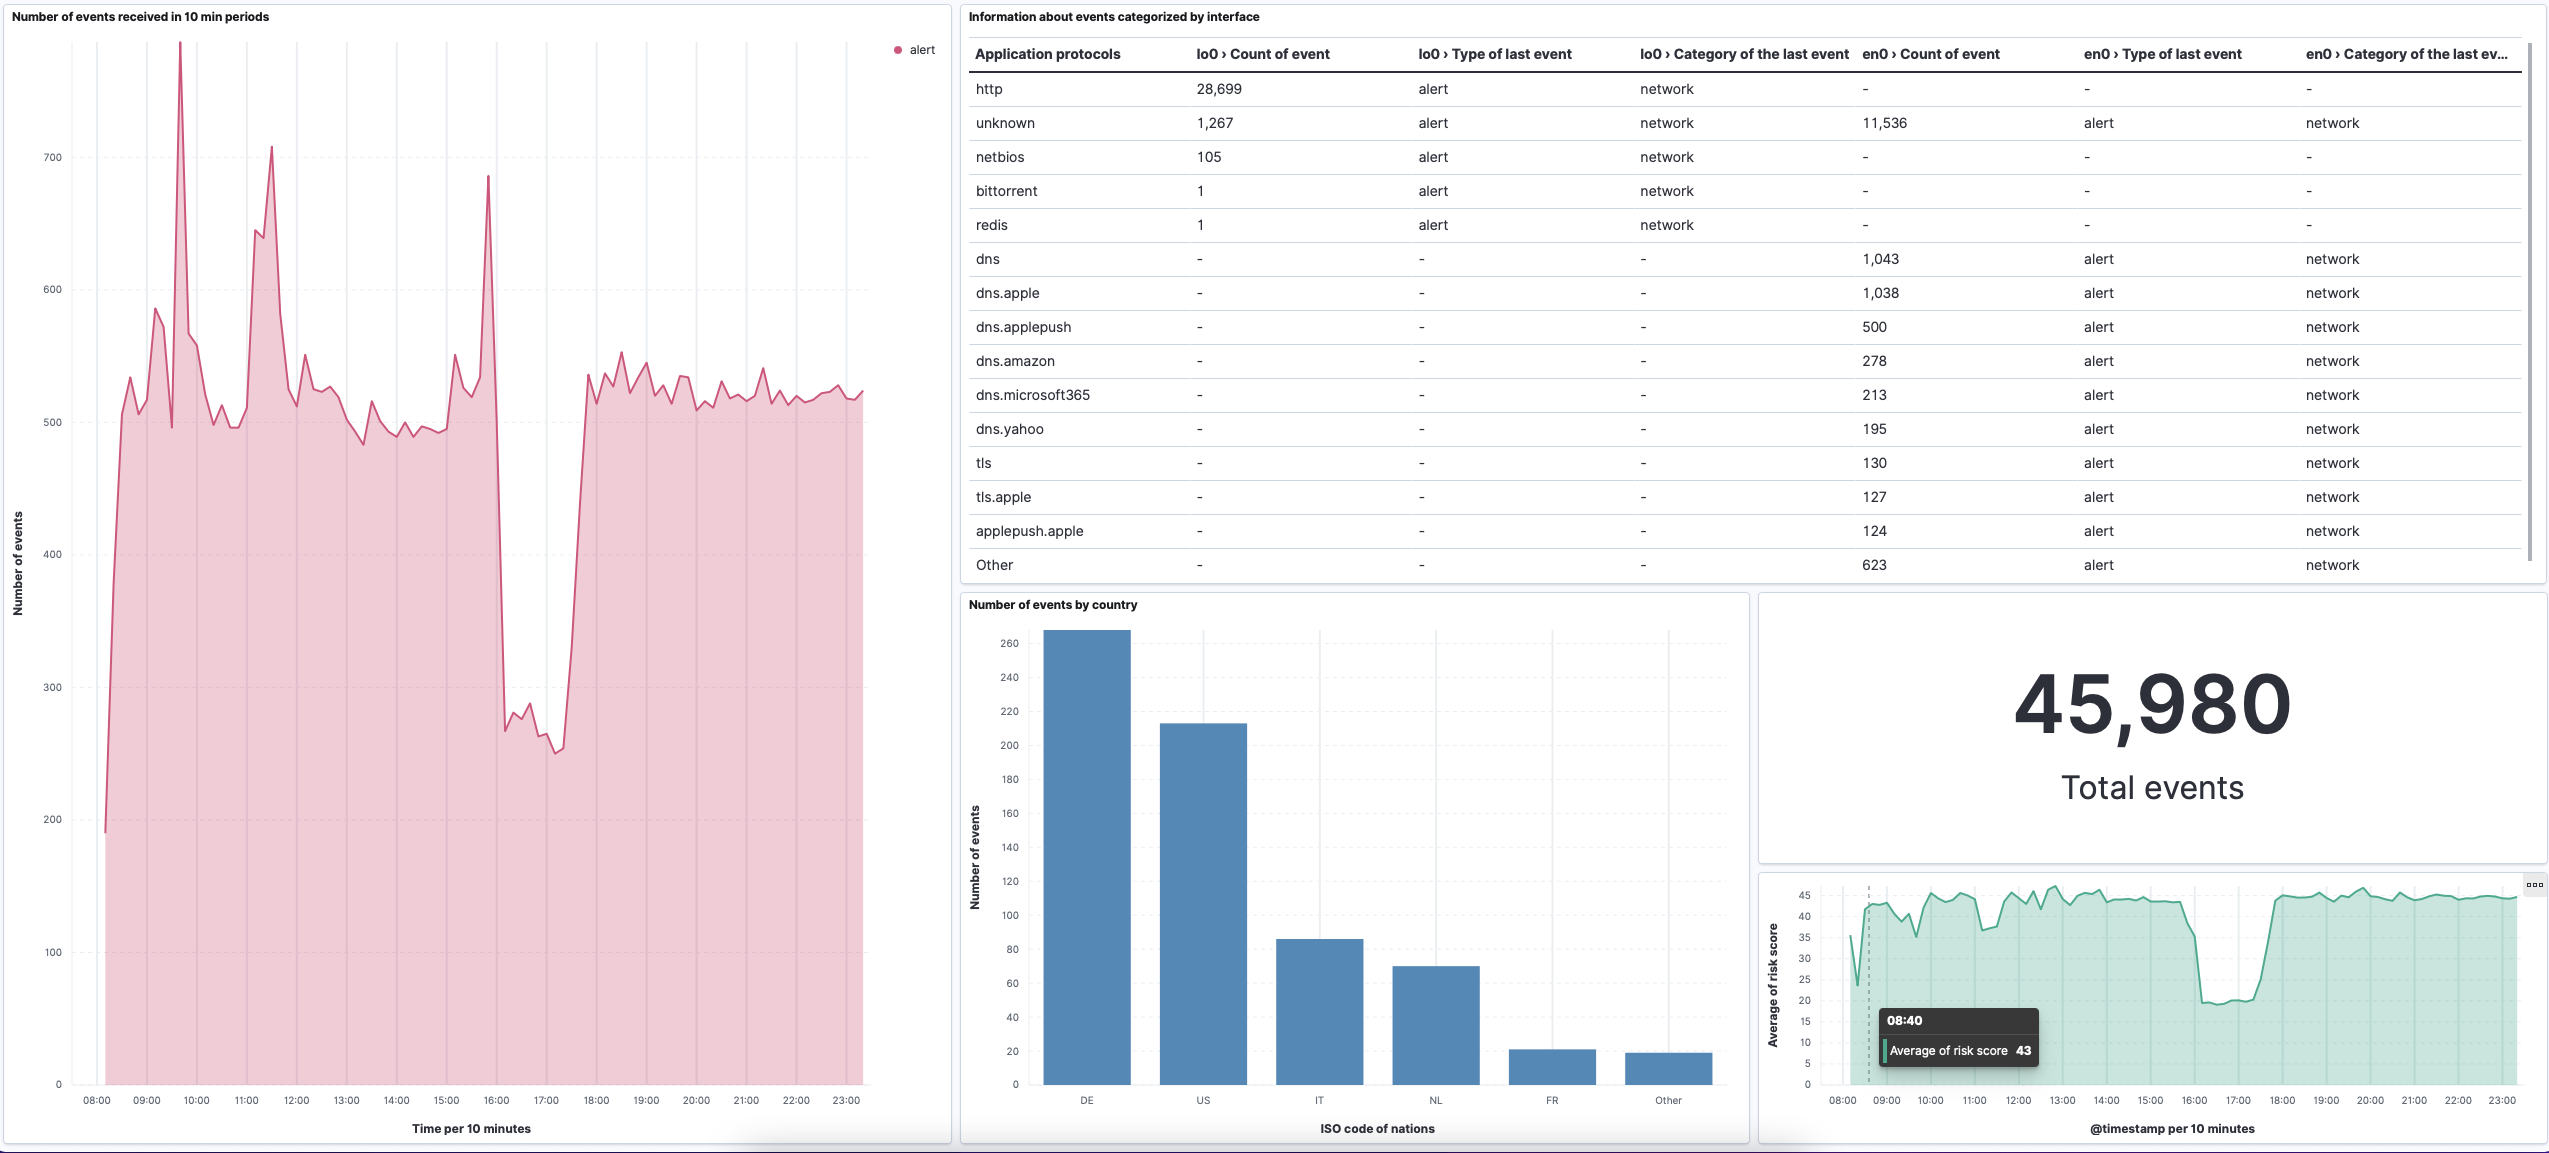 Number of events received in 10 min periods
alert
700
600
500
400
300
200
100
0
Number of events
08:00 09:00 10:00 11:00 12:00 13:00 14:00 15:00 16:00 17:00 18:00 19:00 20:00 21:00 22:00 23:00
Time per 10 minutes
Information about events categorized by interface
Application protocols lo0 › Count of event lo0 › Type of last event lo0 › Category of the last event en0 › Count of event en0 › Type of last event en0 › Category of the last ev...
http 28,699 alert network - - -
unknown 1,267 alert network 11,536 alert network
netbios 105 alert network - - -
bittorrent 1 alert network - - -
redis 1 alert network - - -
dns - - - 1,043 alert network
dns.apple - - - 1,038 alert network
dns.applepush - - - 500 alert network
dns.amazon - - - 278 alert network
dns.microsoft365 - - - 213 alert network
dns.yahoo - - - 195 alert network
tls - - - 130 alert network
tls.apple - - - 127 alert network
applepush.apple - - - 124 alert network
Other - - - 623 alert network
Number of events by country
260
240
220
200
180
160
140
120
100
80
60
40
20
0
Number of events
DE US IT NL FR Other
ISO code of nations
45,980
Total events
45
40
35
30
25
20
15
10
5
0
Average of risk score
08:40
Average of risk score 43
08:00 09:00 10:00 11:00 12:00 13:00 14:00 15:00 16:00 17:00 18:00 19:00 20:00 21:00 22:00 23:00
@timestamp per 10 minutes